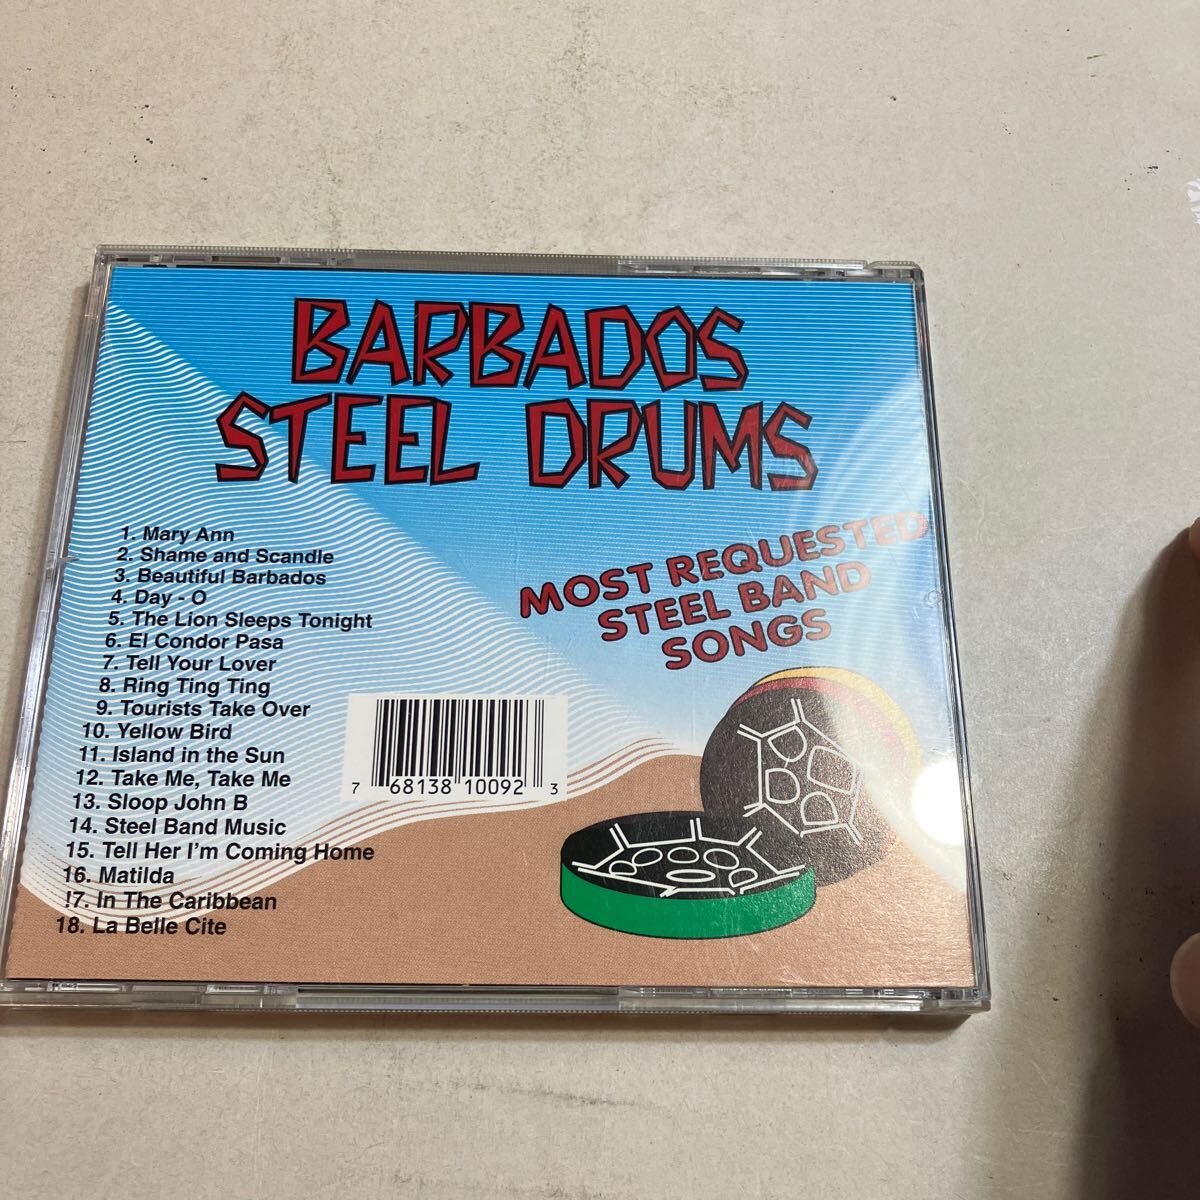 BARBADOS
STEEL DRUMS
MOST REQUESTED
STEEL BAND
SONGS
1. Mary Ann
2. Shame and Scandle
3. Beautiful Barbados
4. Day - O
5. The Lion Sleeps Tonight
6. El Condor Pasa
7. Tell Your Lover
8. Ring Ting Ting
9. Tourists Take Over
10. Yellow Bird
11. Island in the Sun
12. Take Me, Take Me
13. Sloop John B
14. Steel Band Music
15. Tell Her I'm Coming Home
16. Matilda
!7. In The Caribbean
18. La Belle Cite
7 68138 10092 3